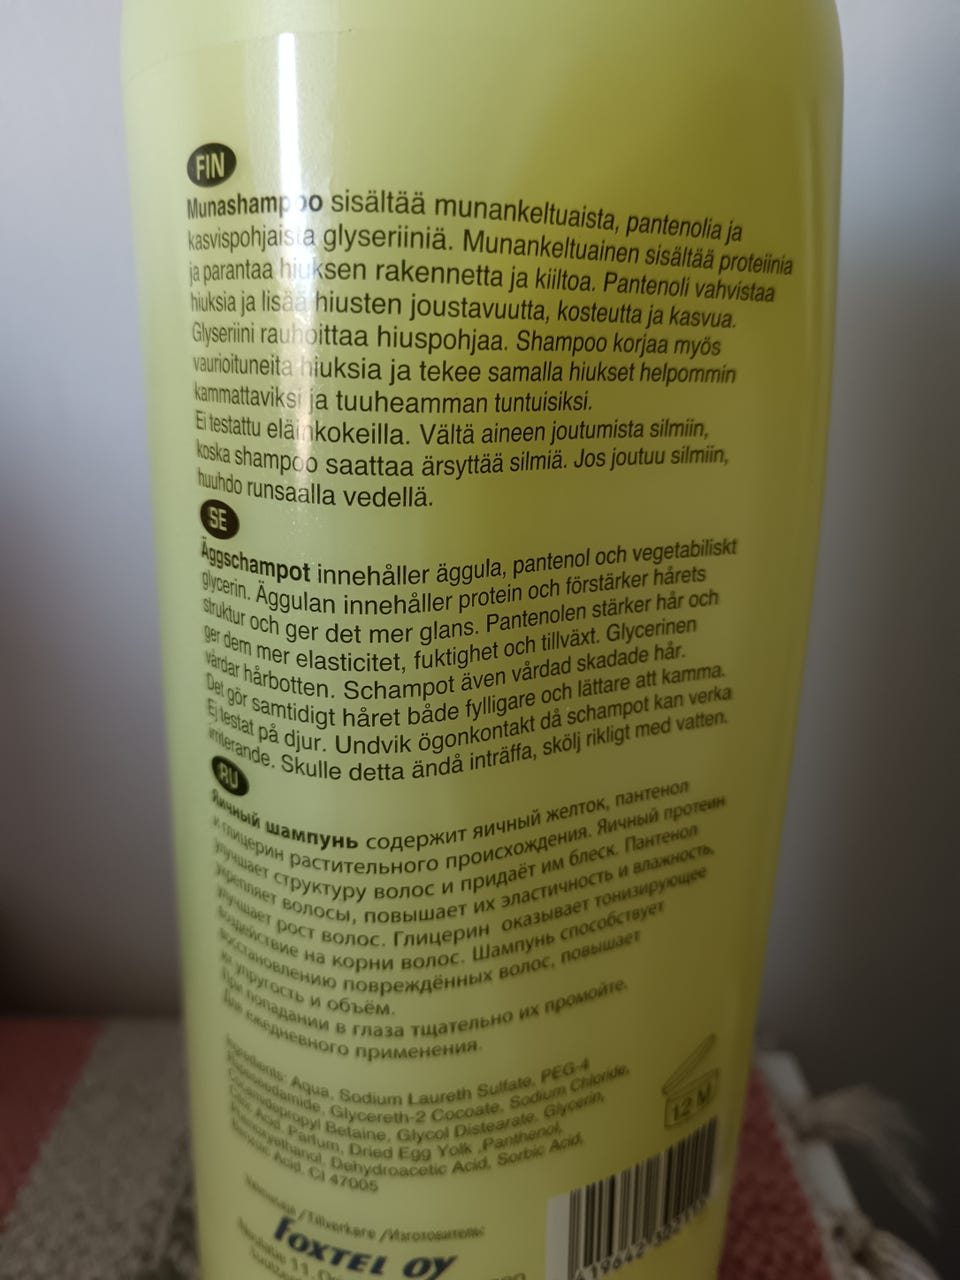 FIN
Munashampoo sisältää munankeltuaista, pantenolia ja
kasvispohjaista glyseriiniä. Munankeltuainen sisältää proteiinia
ja parantaa hiuksen rakennetta ja kiiltoa. Pantenoli vahvistaa
hiuksia ja lisää hiusten joustavuutta, kosteutta ja kasvua.
Glyseriini rauhoittaa hiuspohjaa. Shampoo korjaa myös
vaurioituneita hiuksia ja tekee samalla hiukset helpommin
kammattaviksi ja tuuheamman tuntuisiksi.
Ei testattu eläinkokeilla. Vältä aineen joutumista silmiin,
koska shampoo saattaa ärsyttää silmiä. Jos joutuu silmiin,
huuhdo runsaalla vedellä.
SE
Äggschampot innehåller äggula, pantenol och vegetabiliskt
glycerin. Äggulan innehåller protein och förstärker hårets
struktur och ger det mer glans. Pantenolen stärker hår och
ger dem mer elasticitet, fuktighet och tillväxt. Glycerinen
vårdar hårbotten. Schampot även vårdad skadade hår.
Det gör samtidigt håret både fylligare och lättare att kamma.
Ej testat på djur. Undvik ögonkontakt då schampot kan verka
irriterande. Skulle detta ändå inträffa, skölj rikligt med vatten.
RU
Яичный шампунь содержит яичный желток, пантенол
и глицерин растительного происхождения. Яичный протеин
улучшает структуру волос и придаёт им блеск. Пантенол
укрепляет волосы, повышает их эластичность и влажность,
улучшает рост волос. Глицерин оказывает тонизирующее
воздействие на корни волос. Шампунь способствует
восстановлению повреждённых волос, повышает
их упругость и объём.
При попадании в глаза тщательно их промойте.
Для ежедневного применения.
Ingredients: Aqua, Sodium Laureth Sulfate, PEG-4
Rapeseedamide, Glycereth-2 Cocoate, Sodium Chloride,
Cocamidopropyl Betaine, Glycol Distearate, Glycerin,
Citric Acid, Parfum, Dried Egg Yolk ,Panthenol,
Phenoxyethanol, Dehydroacetic Acid, Sorbic Acid,
Benzoic Acid, CI 47005
12 M
Valmistaja /Tillverkare /Изготовитель:
FOXTEL OY
11,